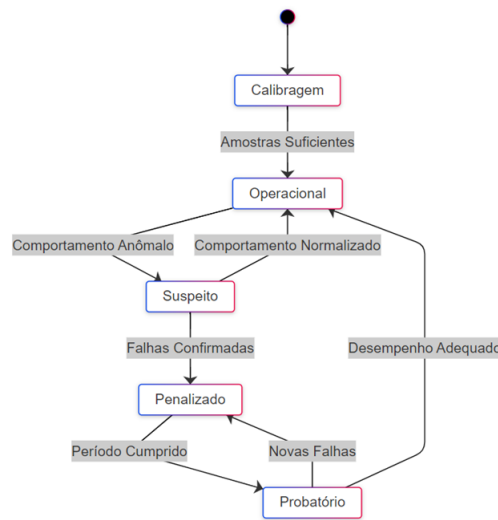 Calibragem
Amostras Suficientes
Operacional
Comportamento Anômalo
Comportamento Normalizado
Suspeito
Falhas Confirmadas
Desempenho Adequado
Penalizado
Período Cumprido
Novas Falhas
Probatório